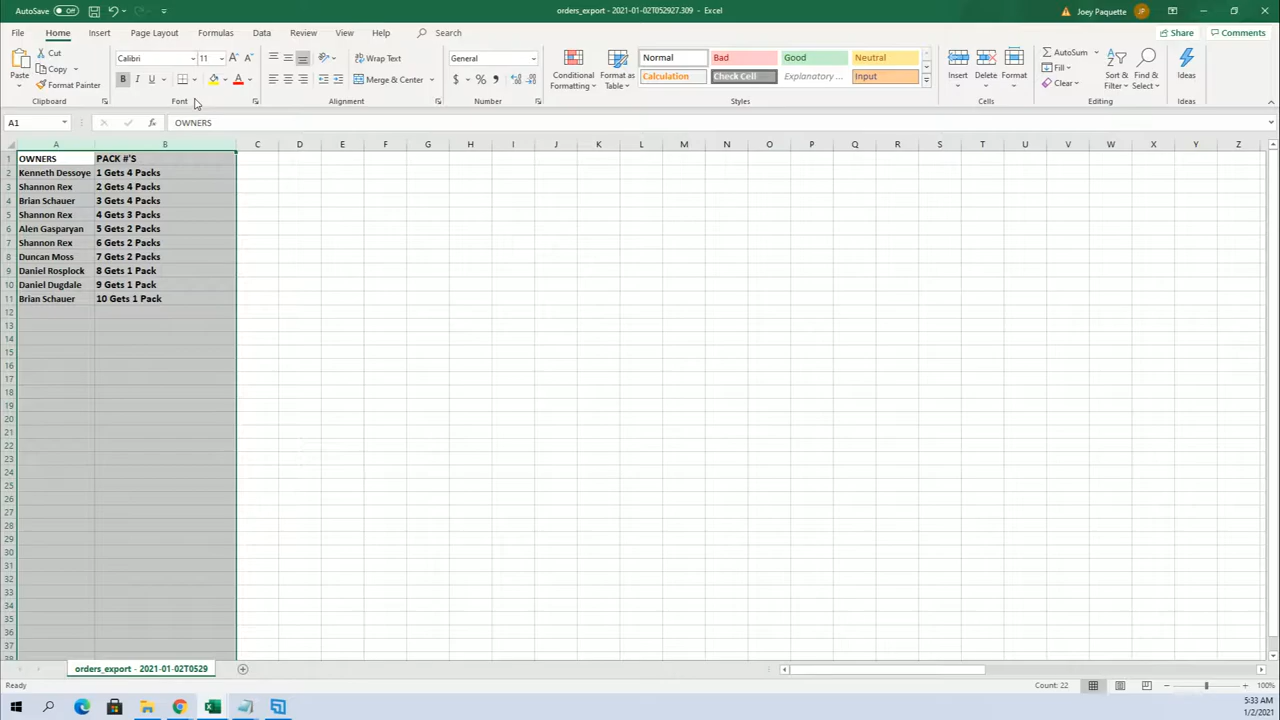 AutoSave Off orders_export - 2021-01-02T052927.309 - Excel Joey Paquette JP
File Home Insert Page Layout Formulas Data Review View Help Search Share Comments
Paste Cut Copy Format Painter Clipboard
Calibri 11 B I U A Font
Wrap Text Merge & Center Alignment
General $ % Number
Conditional Formatting Format as Table
Normal Bad Good Neutral
Calculation Check Cell Explanatory ... Input
Styles
Insert Delete Format Cells
AutoSum Fill Clear Sort & Filter Find & Select Editing
Ideas Ideas
A1 fx OWNERS
A B C D E F G H I J K L M N O P Q R S T U V W X Y Z
1 OWNERS PACK #'S
2 Kenneth Dessoye 1 Gets 4 Packs
3 Shannon Rex 2 Gets 4 Packs
4 Brian Schauer 3 Gets 4 Packs
5 Shannon Rex 4 Gets 3 Packs
6 Alen Gasparyan 5 Gets 2 Packs
7 Shannon Rex 6 Gets 2 Packs
8 Duncan Moss 7 Gets 2 Packs
9 Daniel Rosplock 8 Gets 1 Pack
10 Daniel Dugdale 9 Gets 1 Pack
11 Brian Schauer 10 Gets 1 Pack
12
13
14
15
16
17
18
19
20
21
22
23
24
25
26
27
28
29
30
31
32
33
34
35
36
37
38
orders_export - 2021-01-02T0529
Ready Count: 22 100%
5:33 AM
1/2/2021